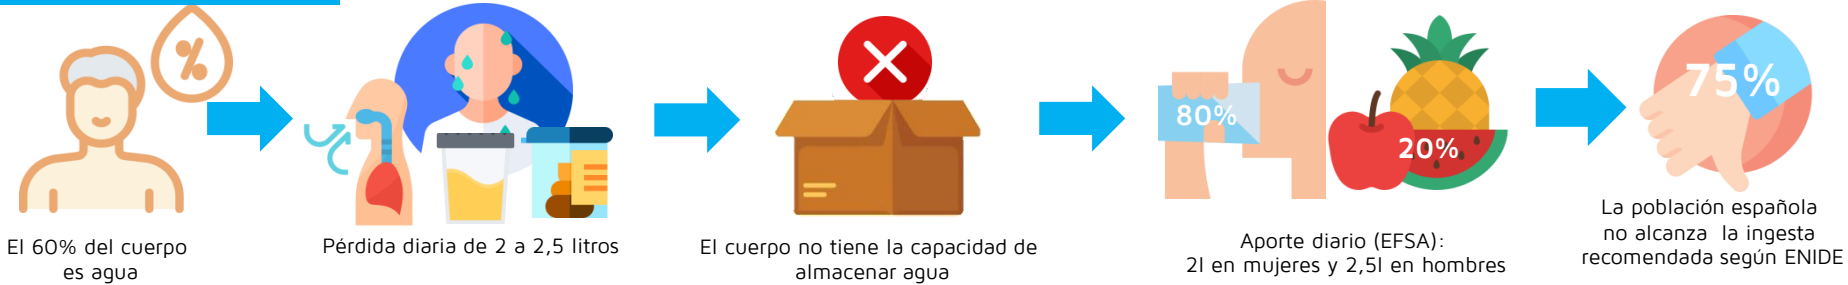 %
El 60% del cuerpo
es agua
Pérdida diaria de 2 a 2,5 litros
El cuerpo no tiene la capacidad de
almacenar agua
80%
20%
Aporte diario (EFSA):
2l en mujeres y 2,5l en hombres
75%
La población española
no alcanza  la ingesta
recomendada según ENIDE